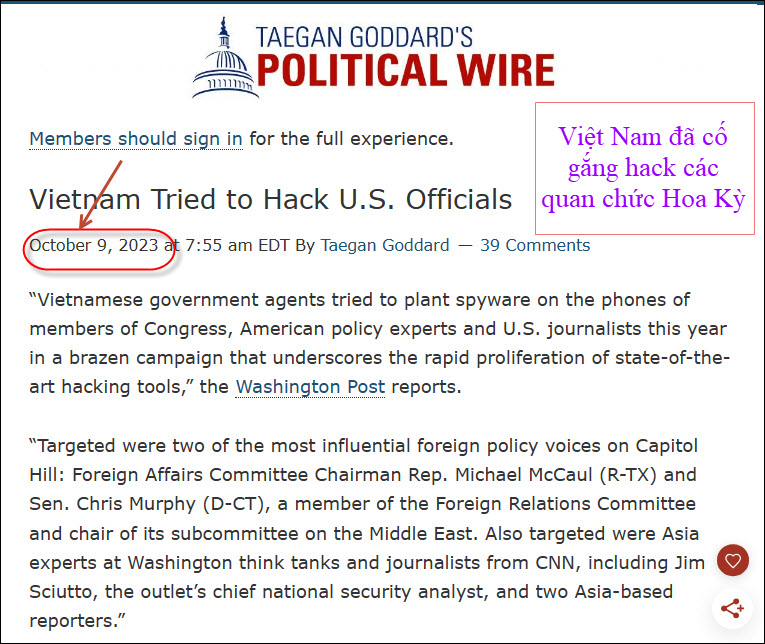 TAEGAN GODDARD'S
POLITICAL WIRE
Members should sign in for the full experience.
Việt Nam đã cố
gắng hack các
quan chức Hoa Kỳ
Vietnam Tried to Hack U.S. Officials
October 9, 2023 at 7:55 am EDT By Taegan Goddard — 39 Comments
“Vietnamese government agents tried to plant spyware on the phones of
members of Congress, American policy experts and U.S. journalists this year
in a brazen campaign that underscores the rapid proliferation of state-of-the-
art hacking tools,” the Washington Post reports.
“Targeted were two of the most influential foreign policy voices on Capitol
Hill: Foreign Affairs Committee Chairman Rep. Michael McCaul (R-TX) and
Sen. Chris Murphy (D-CT), a member of the Foreign Relations Committee
and chair of its subcommittee on the Middle East. Also targeted were Asia
experts at Washington think tanks and journalists from CNN, including Jim
Sciutto, the outlet’s chief national security analyst, and two Asia-based
reporters.”